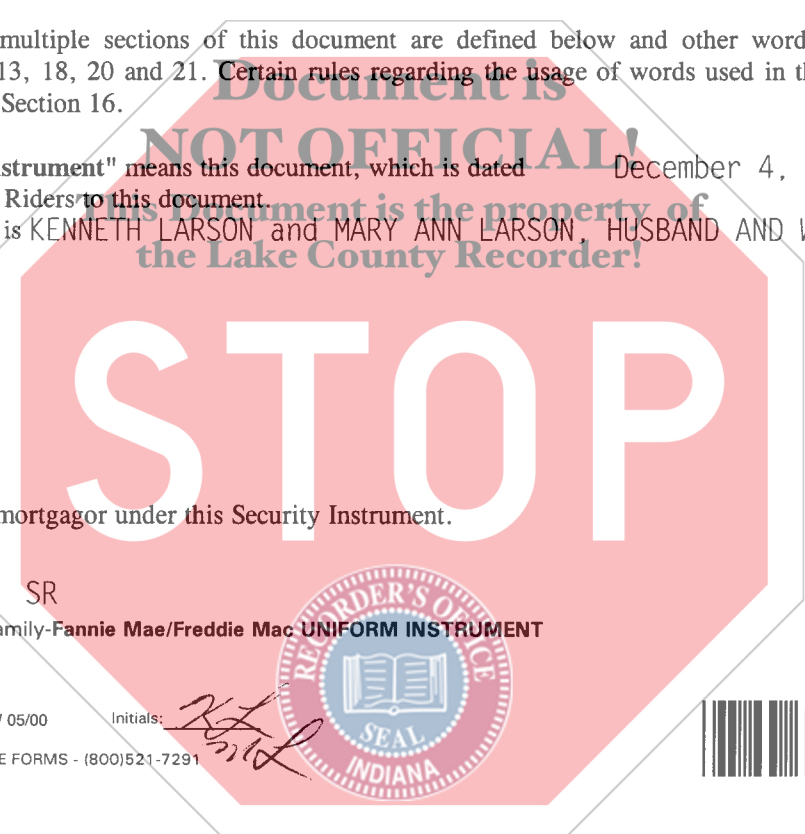 multiple sections of this document are defined below and other word
13, 18, 20 and 21. Certain rules regarding the usage of words used in th
Section 16.
Document is
NOT OFFICIAL!
strument" means this document, which is dated December 4,
Riders to this document.
This Document is the property of
is KENNETH LARSON and MARY ANN LARSON, HUSBAND AND W
the Lake County Recorder!
STOP
mortgagor under this Security Instrument.
SR
amily-Fannie Mae/Freddie Mac UNIFORM INSTRUMENT
RECORDER'S OFFICE
SEAL
INDIANA
05/00 Initials: KL
ML
E FORMS - (800)521-7291